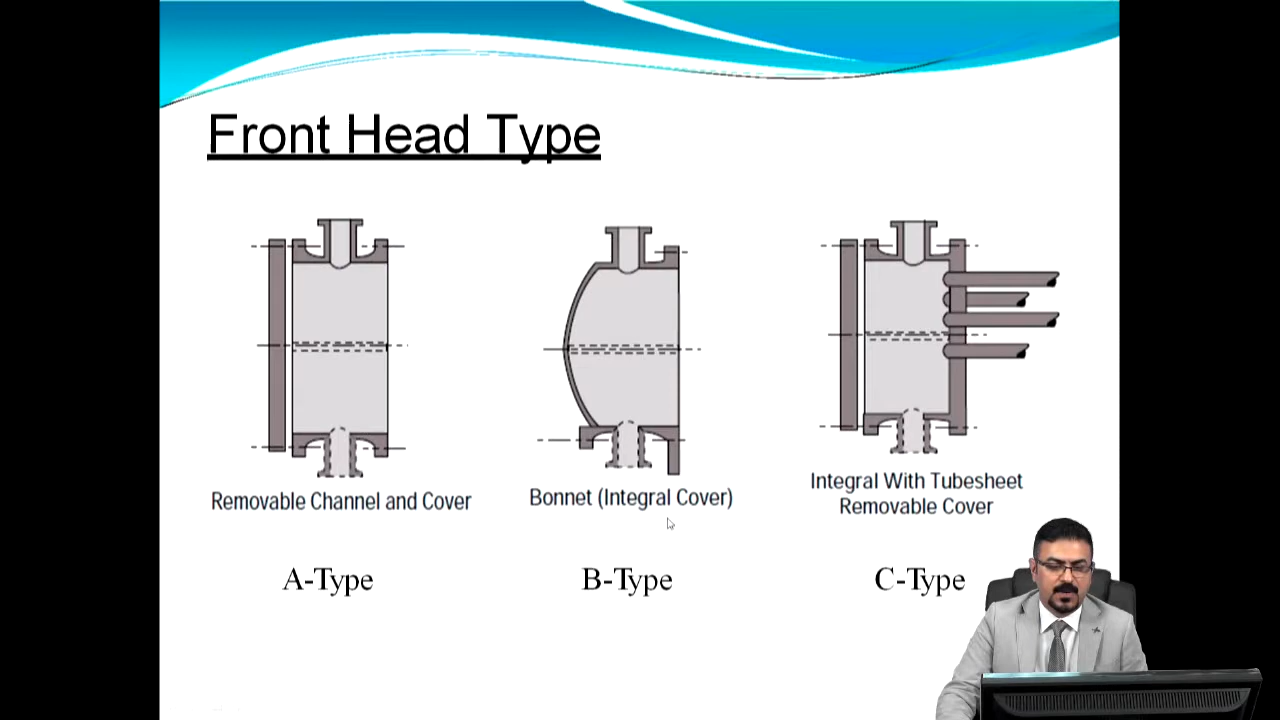 Front Head Type
Removable Channel and Cover
Bonnet (Integral Cover)
Integral With Tubesheet
Removable Cover
A-Type
B-Type
C-Type